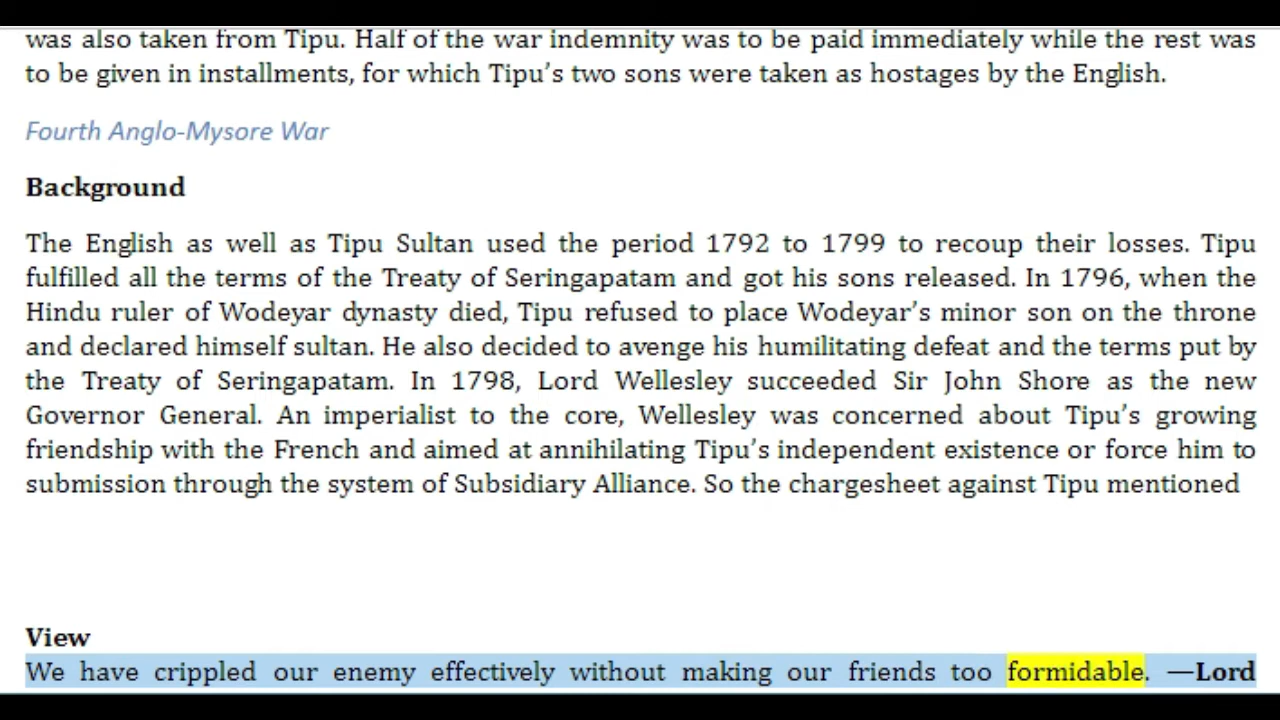 was also taken from Tipu. Half of the war indemnity was to be paid immediately while the rest was
to be given in installments, for which Tipu’s two sons were taken as hostages by the English.
Fourth Anglo-Mysore War
Background
The English as well as Tipu Sultan used the period 1792 to 1799 to recoup their losses. Tipu
fulfilled all the terms of the Treaty of Seringapatam and got his sons released. In 1796, when the
Hindu ruler of Wodeyar dynasty died, Tipu refused to place Wodeyar’s minor son on the throne
and declared himself sultan. He also decided to avenge his humilitating defeat and the terms put by
the Treaty of Seringapatam. In 1798, Lord Wellesley succeeded Sir John Shore as the new
Governor General. An imperialist to the core, Wellesley was concerned about Tipu’s growing
friendship with the French and aimed at annihilating Tipu’s independent existence or force him to
submission through the system of Subsidiary Alliance. So the chargesheet against Tipu mentioned
View
We have crippled our enemy effectively without making our friends too formidable. —Lord